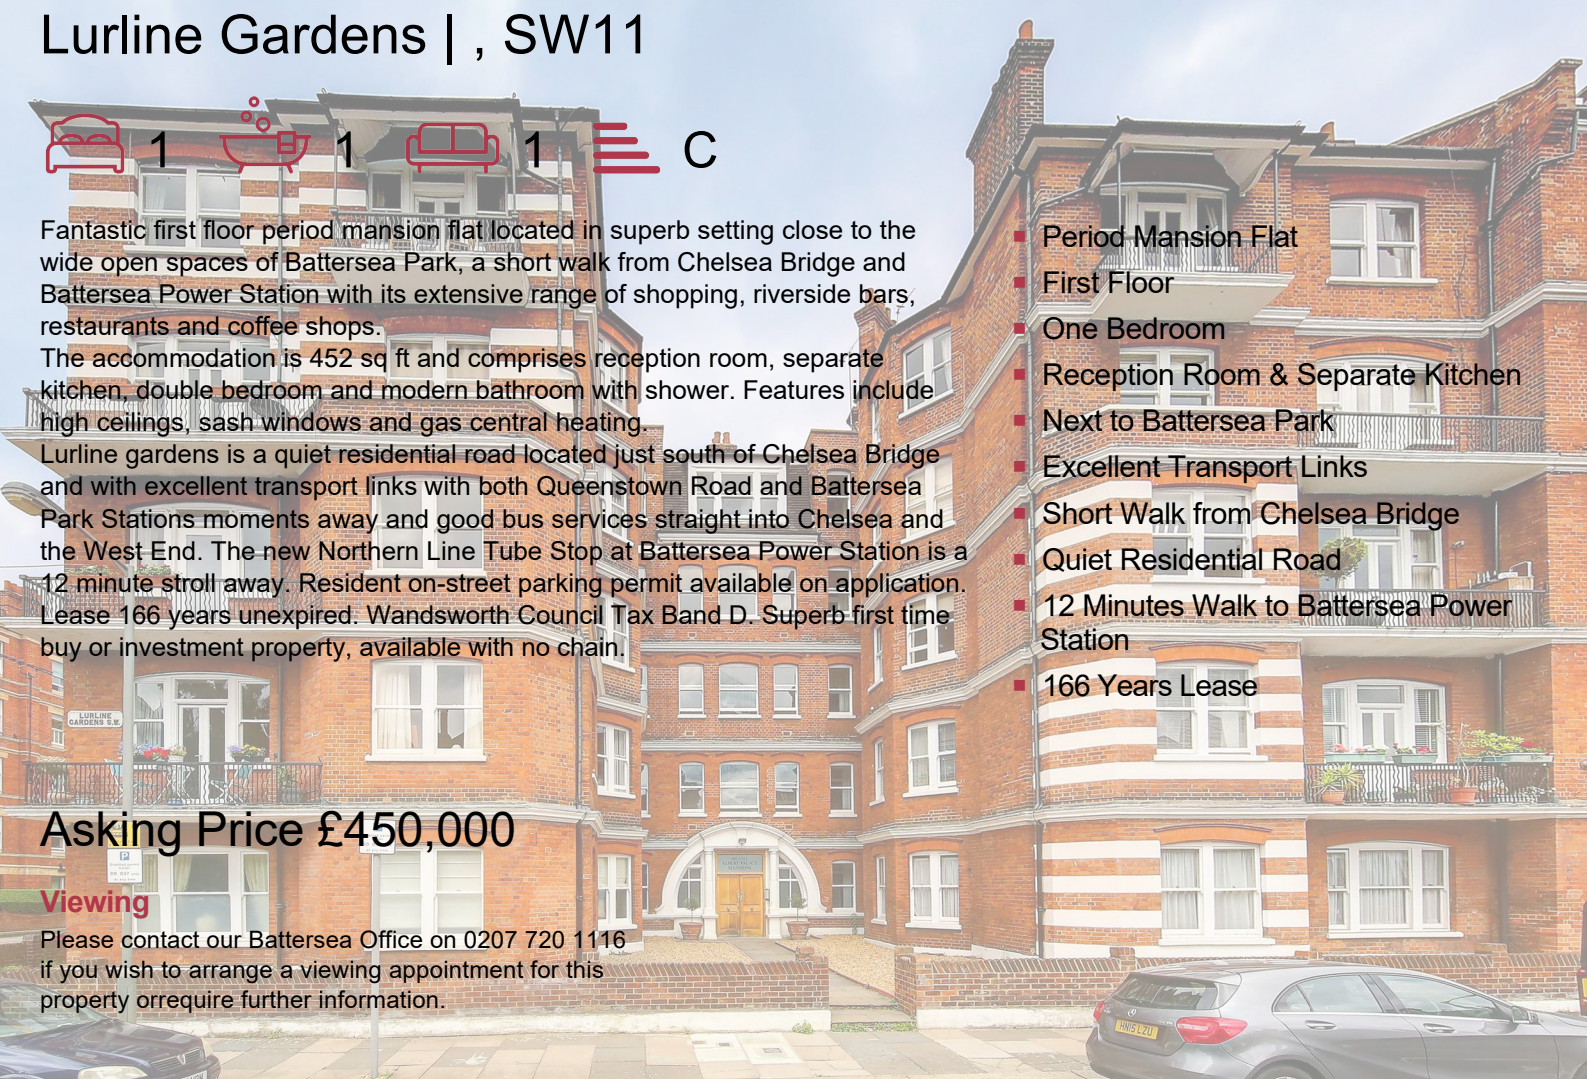 Lurline Gardens | , SW11
1 1 1 C
Fantastic first floor period mansion flat located in superb setting close to the
wide open spaces of Battersea Park, a short walk from Chelsea Bridge and
Battersea Power Station with its extensive range of shopping, riverside bars,
restaurants and coffee shops.
The accommodation is 452 sq ft and comprises reception room, separate
kitchen, double bedroom and modern bathroom with shower. Features include
high ceilings, sash windows and gas central heating.
Lurline gardens is a quiet residential road located just south of Chelsea Bridge
and with excellent transport links with both Queenstown Road and Battersea
Park Stations moments away and good bus services straight into Chelsea and
the West End. The new Northern Line Tube Stop at Battersea Power Station is a
12 minute stroll away. Resident on-street parking permit available on application.
Lease 166 years unexpired. Wandsworth Council Tax Band D. Superb first time
buy or investment property, available with no chain.
Period Mansion Flat
First Floor
One Bedroom
Reception Room & Separate Kitchen
Next to Battersea Park
Excellent Transport Links
Short Walk from Chelsea Bridge
Quiet Residential Road
12 Minutes Walk to Battersea Power
Station
166 Years Lease
LURLINE
GARDENS S.W.
Asking Price £450,000
P
Viewing
Please contact our Battersea Office on 0207 720 1116
if you wish to arrange a viewing appointment for this
property orrequire further information.
HN15 LZU